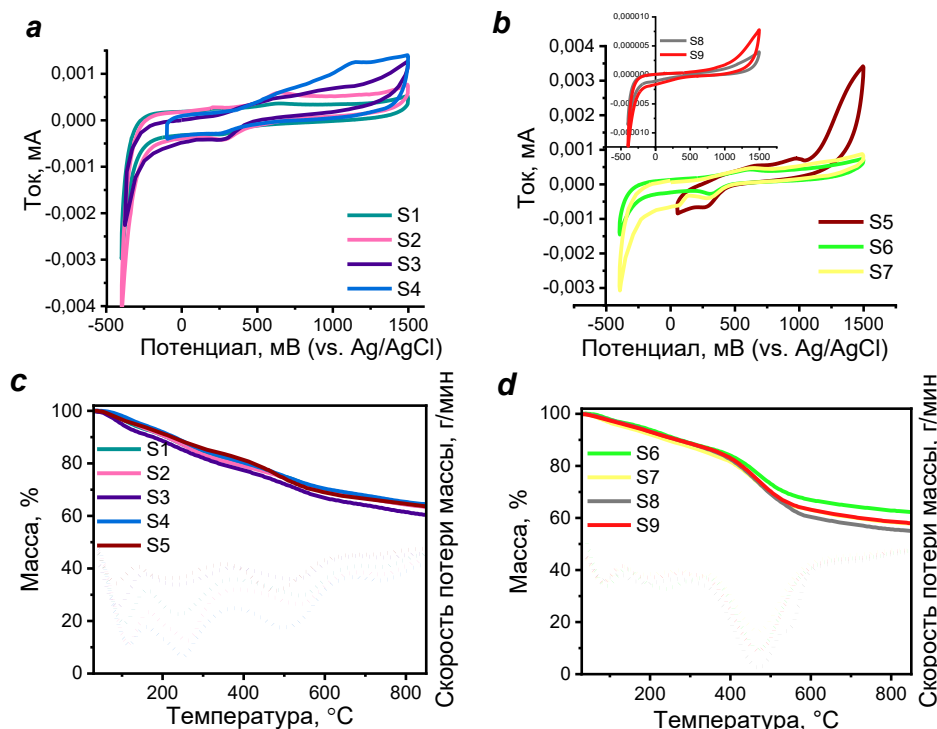 a
0,001
0,000
-0,001
-0,002
-0,003
-0,004
Ток, мА
-500
0
500
1000
1500
Потенциал, мВ (vs. Ag/AgCl)
S1
S2
S3
S4
b
0,004
0,003
0,002
0,001
0,000
-0,001
-0,002
-0,003
Ток, мА
-500
0
500
1000
1500
Потенциал, мВ (vs. Ag/AgCl)
S5
S6
S7
0,000010
0,000005
0,000000
-0,000005
-0,000010
-500
0
500
1000
1500
S8
S9
c
100
80
60
40
20
0
Масса, %
200
400
600
800
Температура, °C
Скорость потери массы, г/мин
S1
S2
S3
S4
S5
d
100
80
60
40
20
0
Масса, %
200
400
600
800
Температура, °C
Скорость потери массы, г/мин
S6
S7
S8
S9